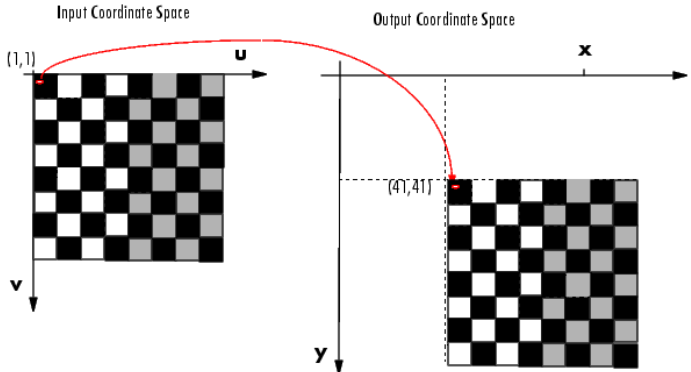 Input Coordinate Space
Output Coordinate Space
(1,1)
u
x
(41,41)
v
y